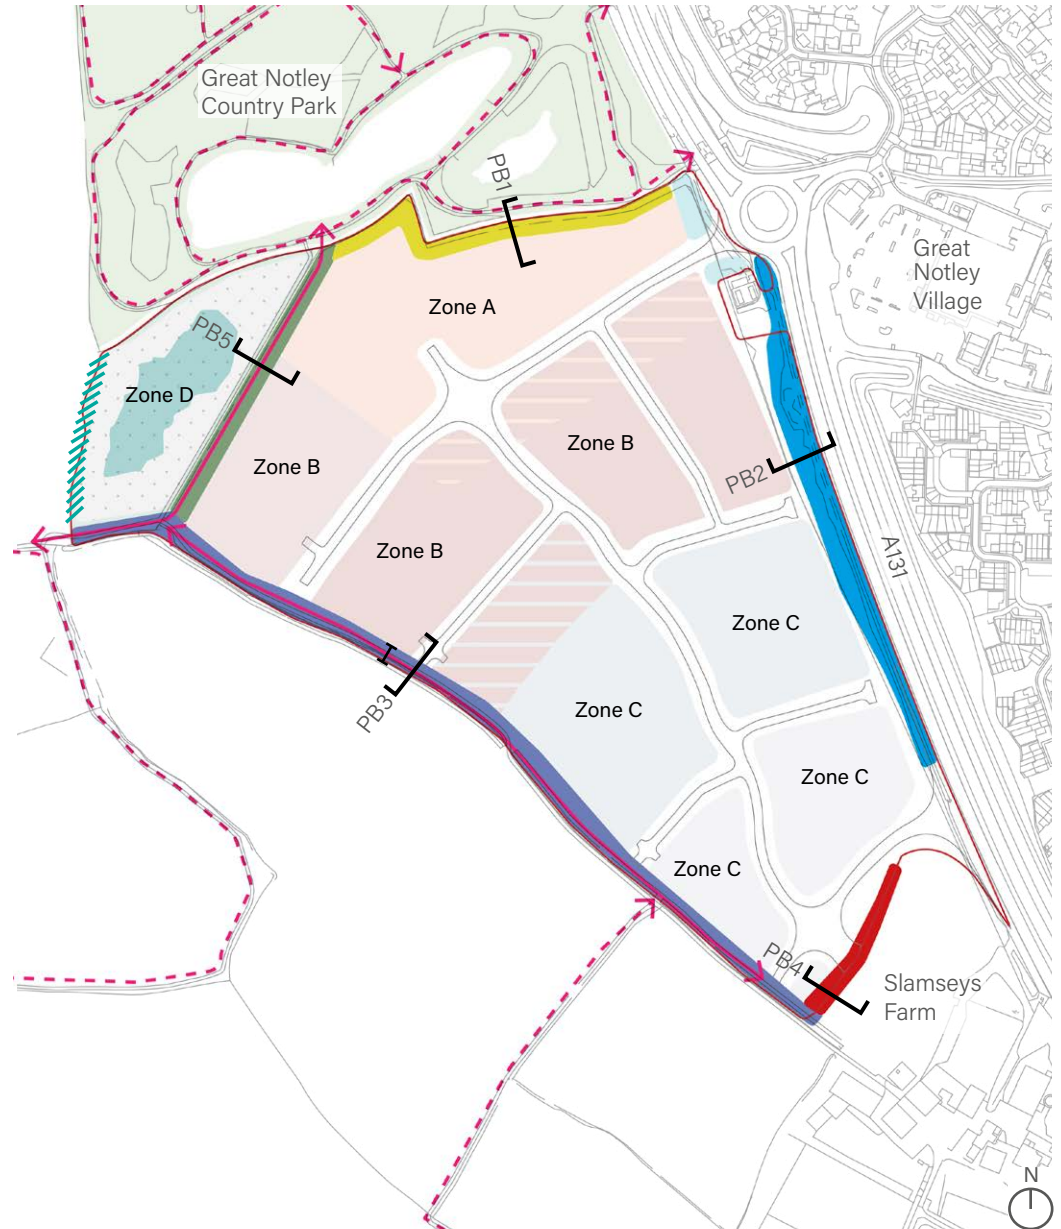 Great Notley
Country Park
PB1
Great
Notley
Village
Zone A
PB5
Zone D
Zone B
Zone B
PB2
Zone B
A131
Zone C
Zone C
PB3
Zone C
Zone C
PB4
Slamseys
Farm
N